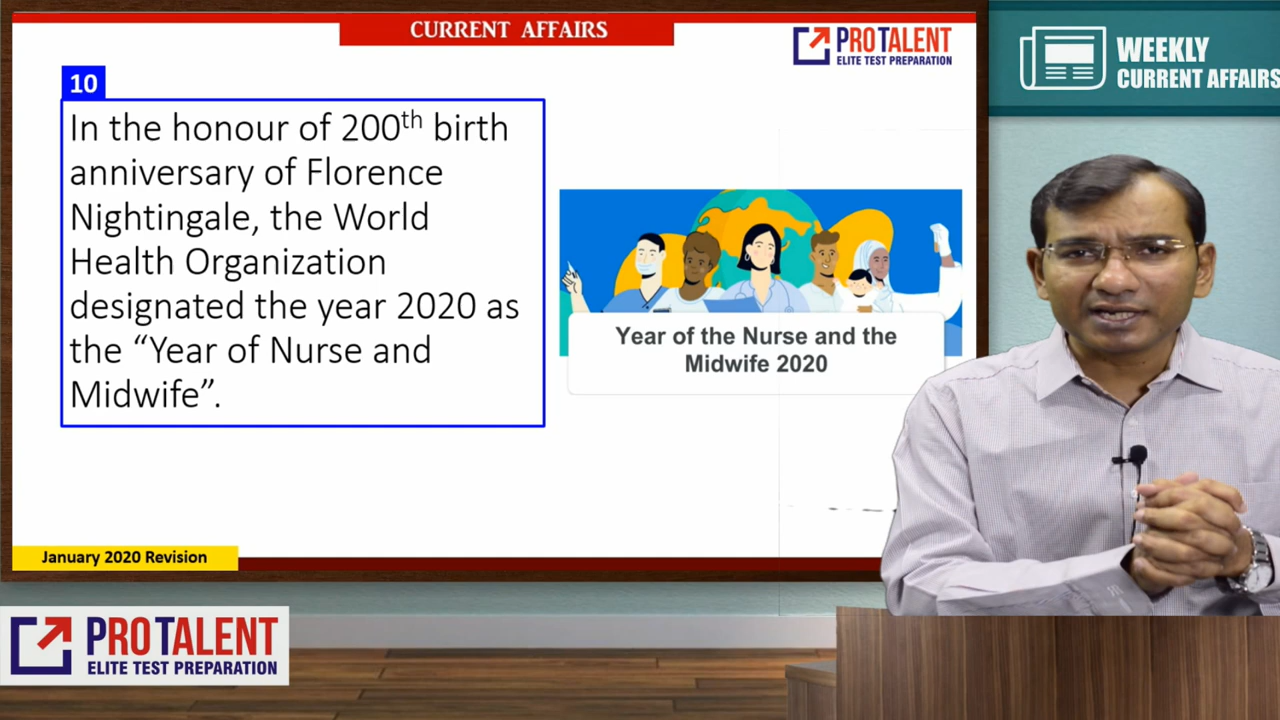 CURRENT AFFAIRS
PROTALENT
ELITE TEST PREPARATION
WEEKLY
CURRENT AFFAIRS
10
In the honour of 200th birth
anniversary of Florence
Nightingale, the World
Health Organization
designated the year 2020 as
the “Year of Nurse and
Midwife”.
Year of the Nurse and the
Midwife 2020
January 2020 Revision
PROTALENT
ELITE TEST PREPARATION